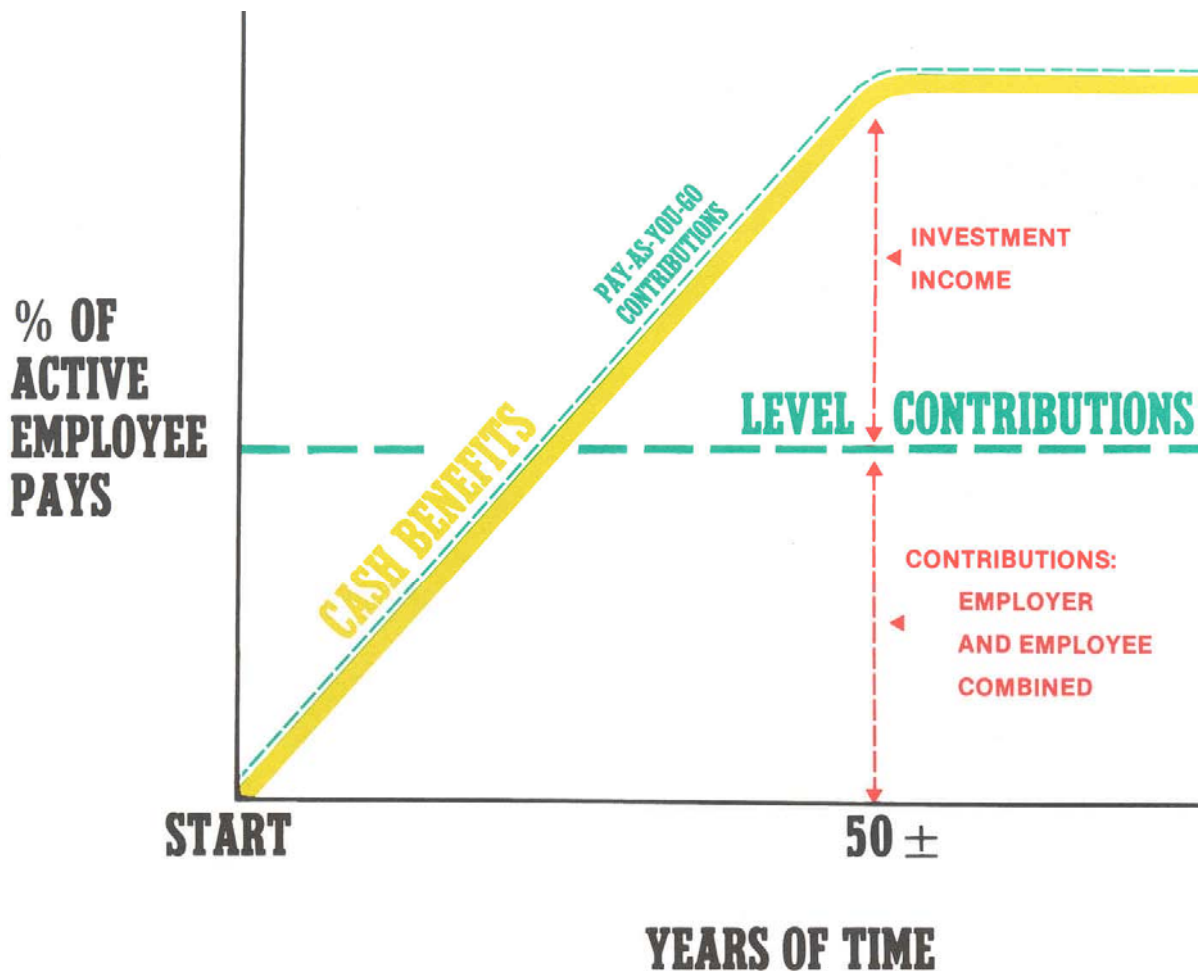 PAY-AS-YOU-GO
CONTRIBUTIONS
INVESTMENT
INCOME
% OF
ACTIVE
EMPLOYEE
PAYS
LEVEL CONTRIBUTIONS
CASH BENEFITS
CONTRIBUTIONS:
EMPLOYER
AND EMPLOYEE
COMBINED
START
50 ±
YEARS OF TIME